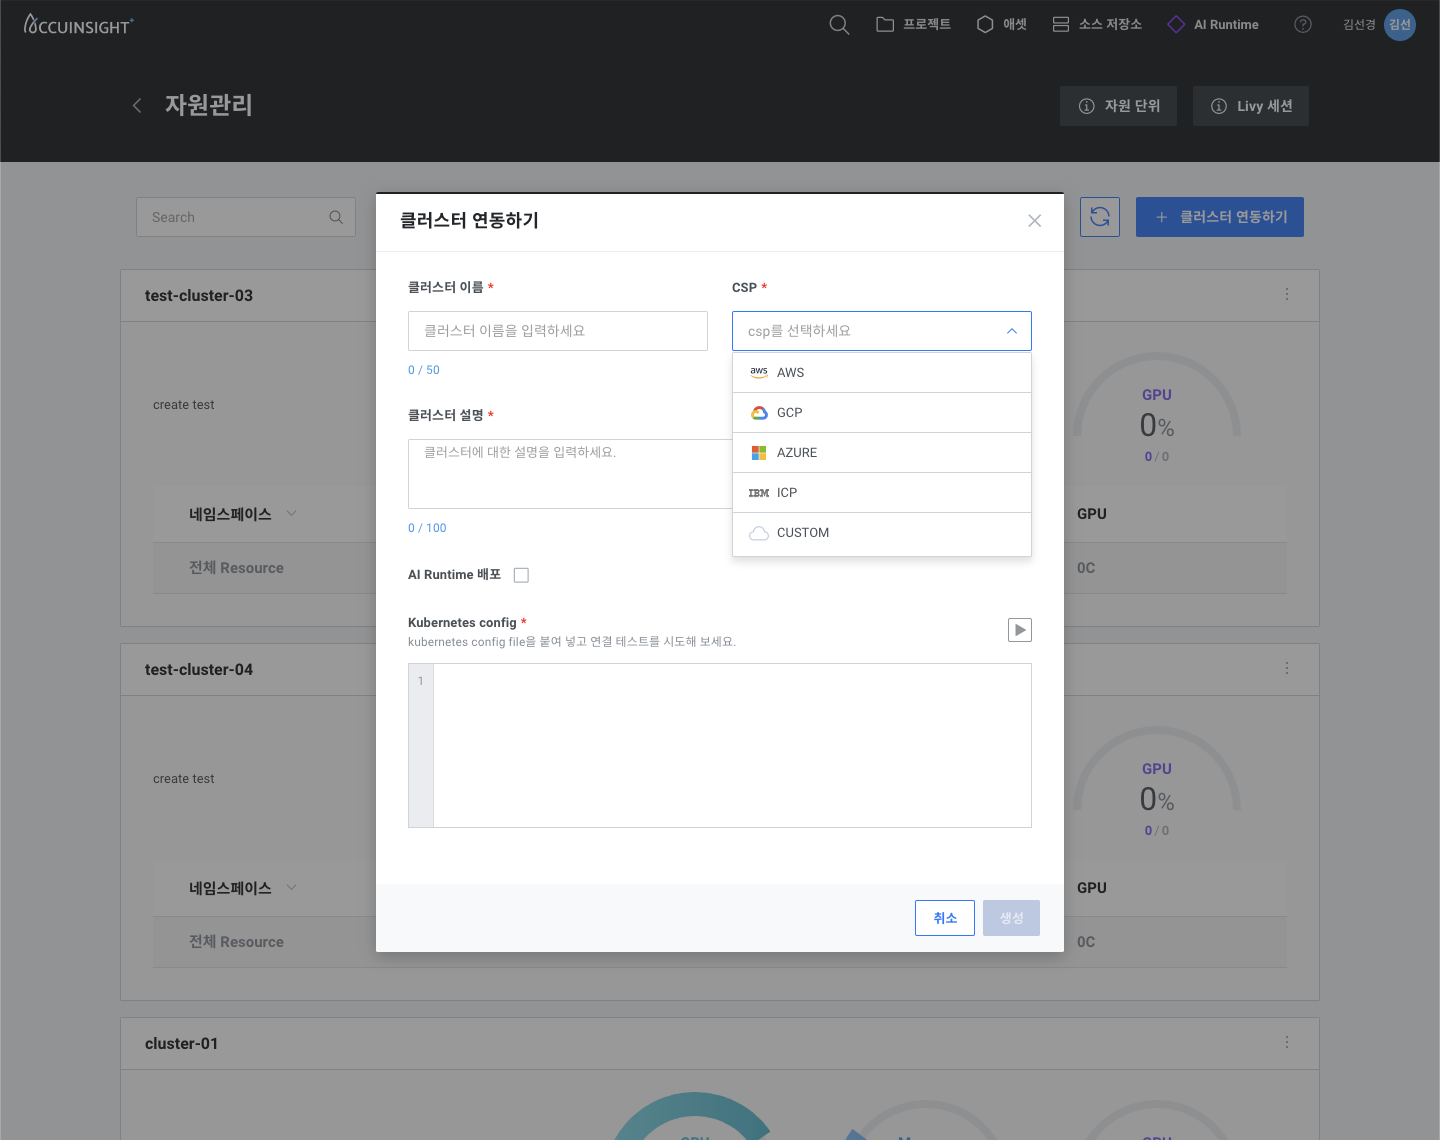 ACCUINSIGHT+
프로젝트
애셋
소스 저장소
AI Runtime
김선경
김선
자원관리
자원 단위
Livy 세션
Search
클러스터 연동하기
test-cluster-03
create test
GPU
0%
0 / 0
네임스페이스
GPU
전체 Resource
0C
test-cluster-04
create test
GPU
0%
0 / 0
네임스페이스
GPU
전체 Resource
0C
cluster-01
GPU
클러스터 연동하기
클러스터 이름 *
클러스터 이름을 입력하세요
0 / 50
CSP *
csp를 선택하세요
aws AWS
GCP
AZURE
IBM ICP
CUSTOM
클러스터 설명 *
클러스터에 대한 설명을 입력하세요.
0 / 100
AI Runtime 배포
Kubernetes config *
kubernetes config file을 붙여 넣고 연결 테스트를 시도해 보세요.
1
취소
생성